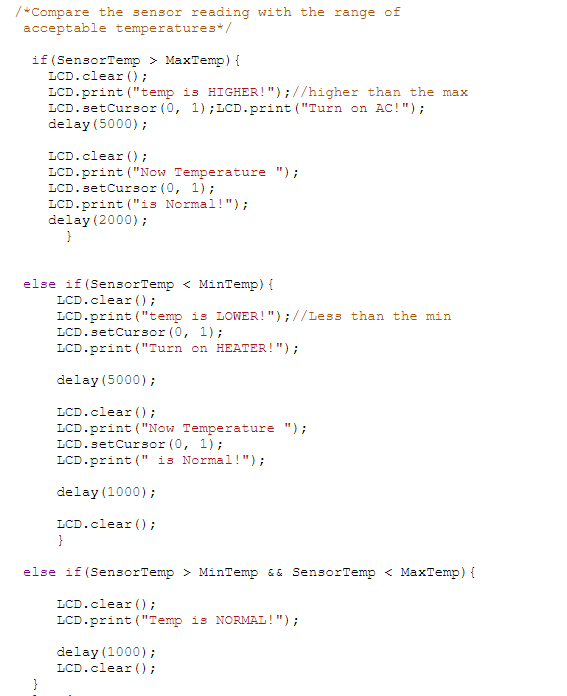 /*Compare the sensor reading with the range of
acceptable temperatures*/
if(SensorTemp > MaxTemp){
LCD.clear();
LCD.print("temp is HIGHER!");//higher than the max
LCD.setCursor(0, 1);LCD.print("Turn on AC!");
delay(5000);
LCD.clear();
LCD.print("Now Temperature ");
LCD.setCursor(0, 1);
LCD.print("is Normal!");
delay(2000);
}
else if(SensorTemp < MinTemp){
LCD.clear();
LCD.print("temp is LOWER!");//Less than the min
LCD.setCursor(0, 1);
LCD.print("Turn on HEATER!");
delay(5000);
LCD.clear();
LCD.print("Now Temperature ");
LCD.setCursor(0, 1);
LCD.print(" is Normal!");
delay(1000);
LCD.clear();
}
else if(SensorTemp > MinTemp && SensorTemp < MaxTemp){
LCD.clear();
LCD.print("Temp is NORMAL!");
delay(1000);
LCD.clear();
}